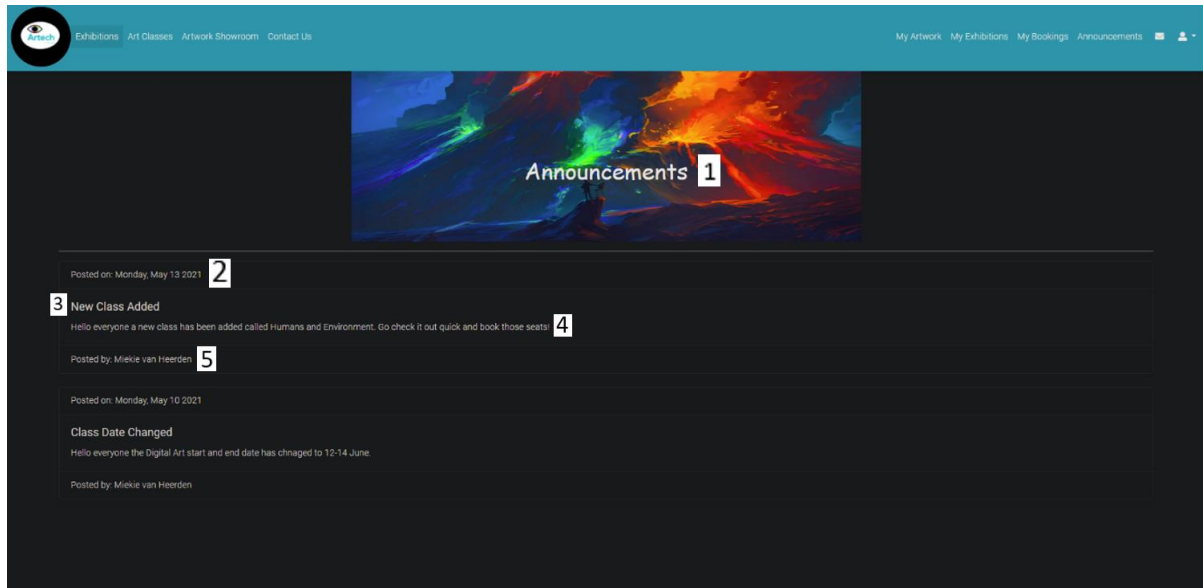 Artech Exhibitions Art Classes Artwork Showroom Contact Us My Artwork My Exhibitions My Bookings Announcements
Announcements 1
Posted on: Monday, May 13 2021 2
3 New Class Added
Hello everyone a new class has been added called Humans and Environment. Go check it out quick and book those seats! 4
Posted by: Miekie van Heerden 5
Posted on: Monday, May 10 2021
Class Date Changed
Hello everyone the Digital Art start and end date has chnaged to 12-14 June.
Posted by: Miekie van Heerden